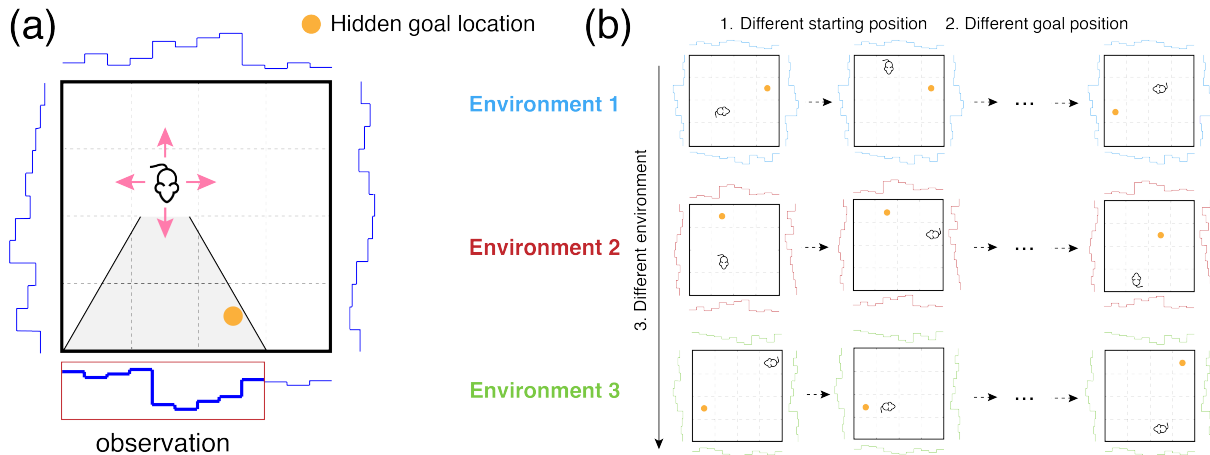 (a)
Hidden goal location
observation
(b)
1. Different starting position
2. Different goal position
3. Different environment
Environment 1
...
Environment 2
...
Environment 3
...